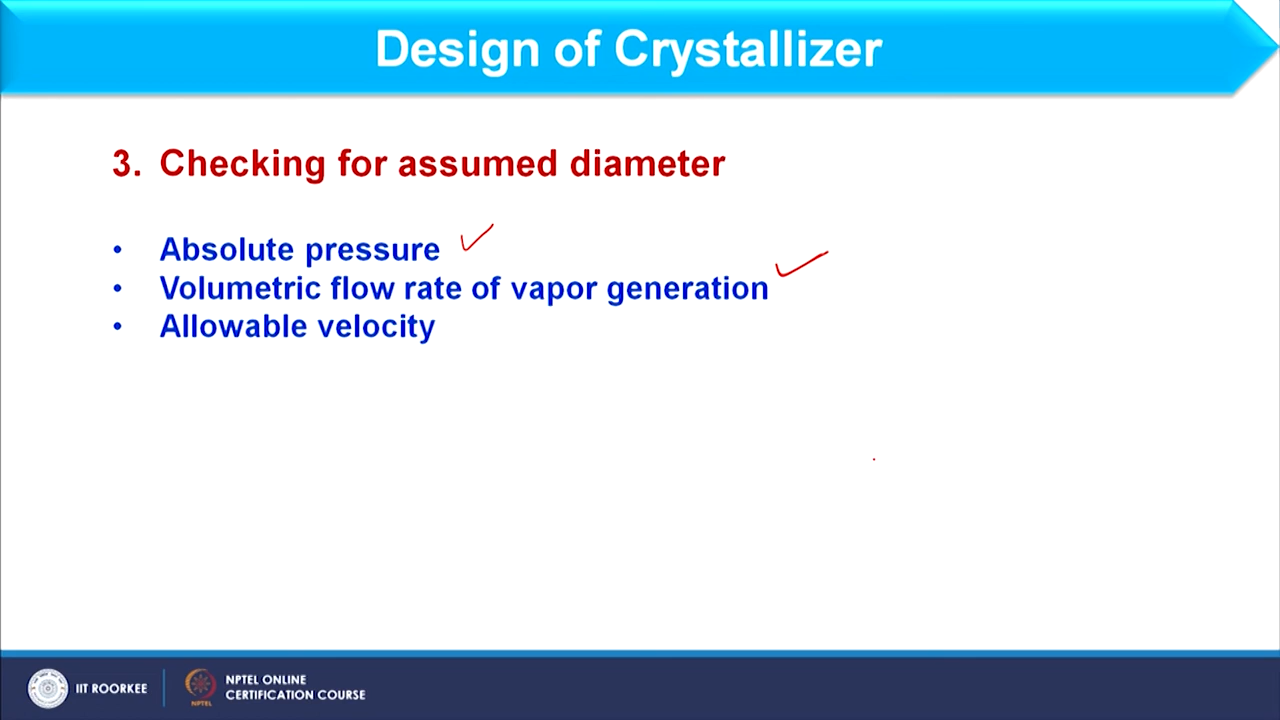 Design of Crystallizer
3. Checking for assumed diameter
• Absolute pressure
• Volumetric flow rate of vapor generation
• Allowable velocity
IIT ROORKEE
NPTEL
NPTEL ONLINE
CERTIFICATION COURSE